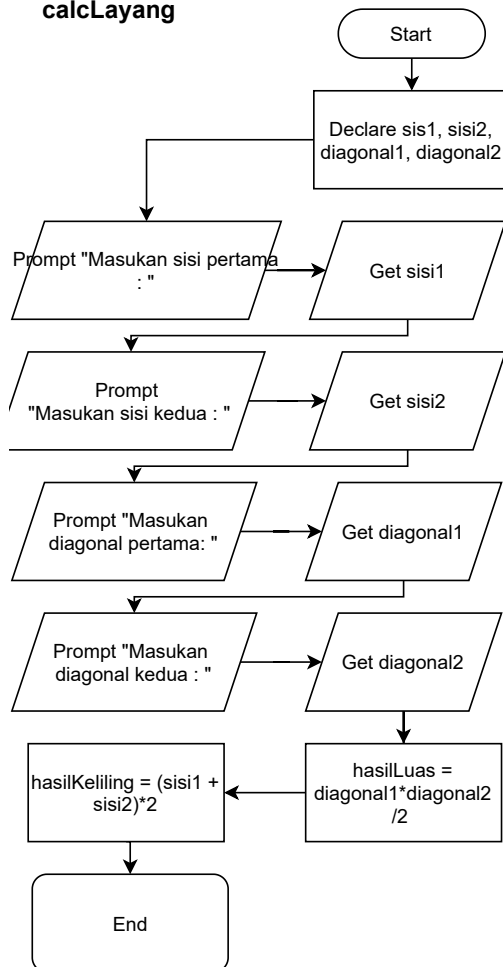 calcLayang
Start
Declare sis1, sisi2,
diagonal1, diagonal2
Prompt "Masukan sisi pertama
: "
Get sisi1
Prompt
"Masukan sisi kedua : "
Get sisi2
Prompt "Masukan
diagonal pertama: "
Get diagonal1
Prompt "Masukan
diagonal kedua : "
Get diagonal2
hasilLuas =
diagonal1*diagonal2
/2
hasilKeliling = (sisi1 +
sisi2)*2
End